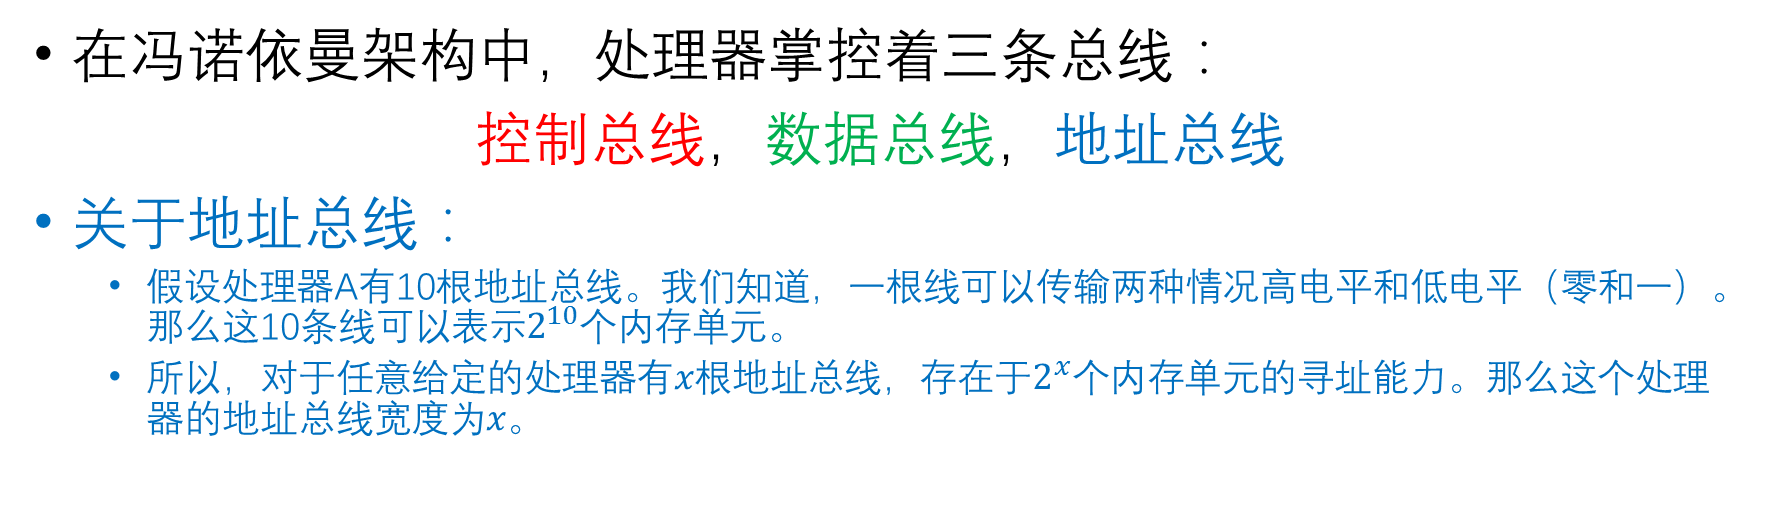 • 在冯诺依曼架构中，处理器掌控着三条总线：
控制总线，数据总线，地址总线
• 关于地址总线：
• 假设处理器A有10根地址总线。我们知道，一根线可以传输两种情况高电平和低电平（零和一）。
那么这10条线可以表示2¹⁰个内存单元。
• 所以，对于任意给定的处理器有x根地址总线，存在于2ˣ个内存单元的寻址能力。那么这个处理
器的地址总线宽度为x。